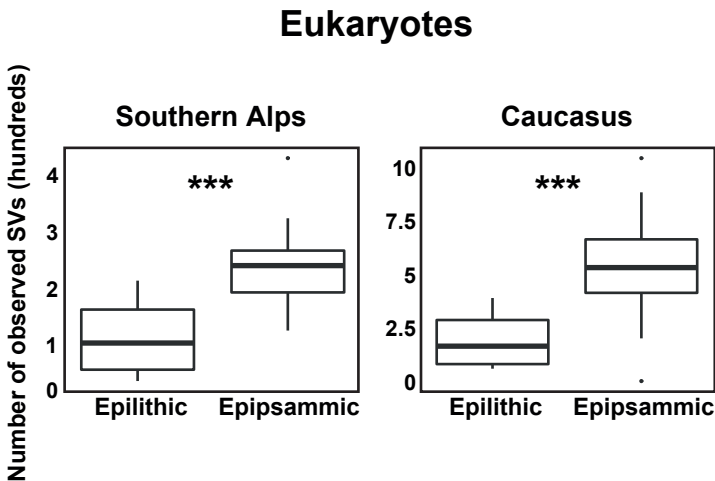 Eukaryotes
Number of observed SVs (hundreds)
Southern Alps
***
4
3
2
1
0
Epilithic Epipsammic
Caucasus
***
10
7.5
5
2.5
0
Epilithic Epipsammic